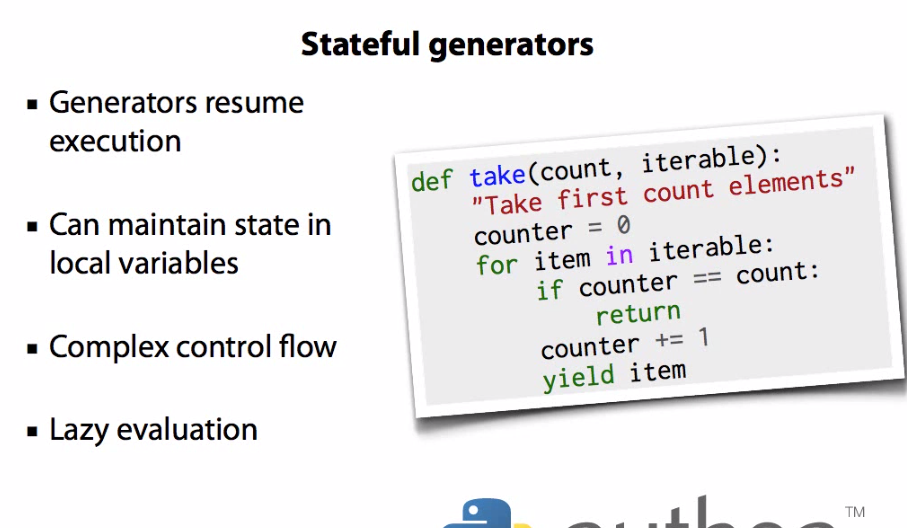 Stateful generators
▪ Generators resume
execution
▪ Can maintain state in
local variables
▪ Complex control flow
▪ Lazy evaluation
def take(count, iterable):
    "Take first count elements"
    counter = 0
    for item in iterable:
        if counter == count:
            return
        counter += 1
        yield item
TM